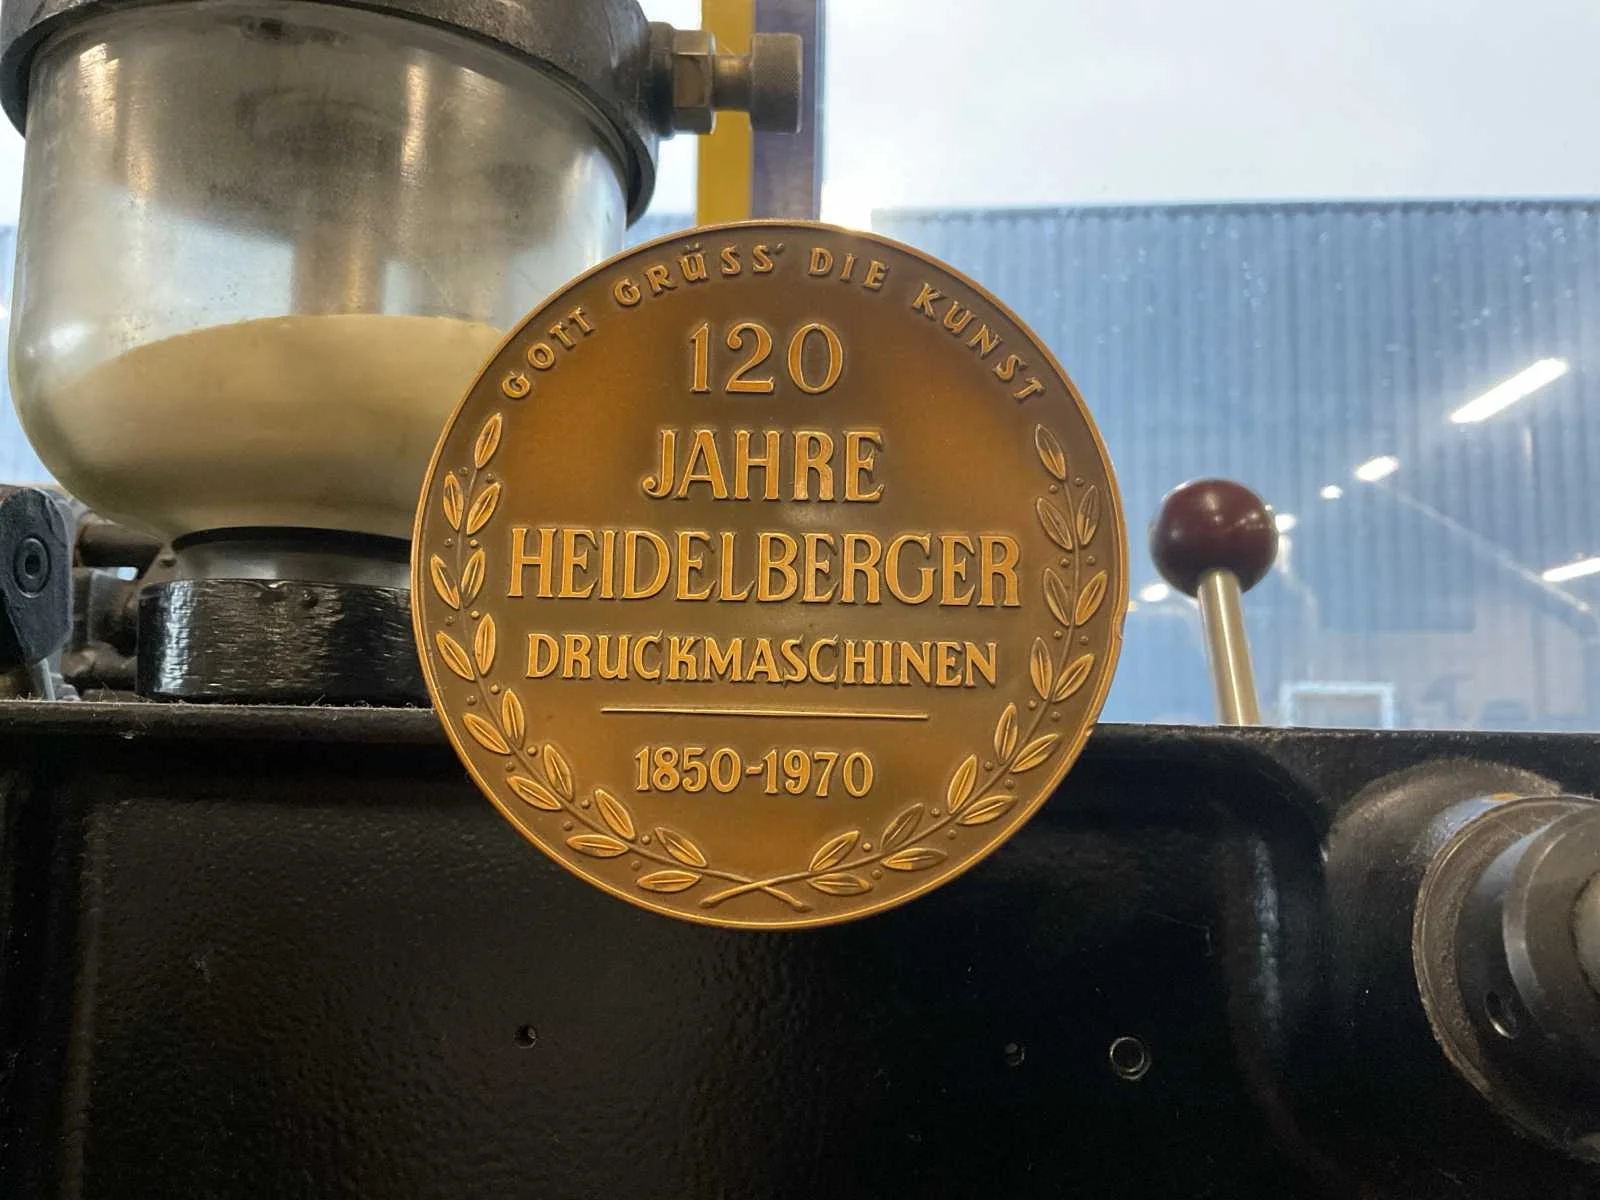 GOTT GRÜSS' DIE KUNST
120
JAHRE
HEIDELBERGER
DRUCKMASCHINEN
1850-1970